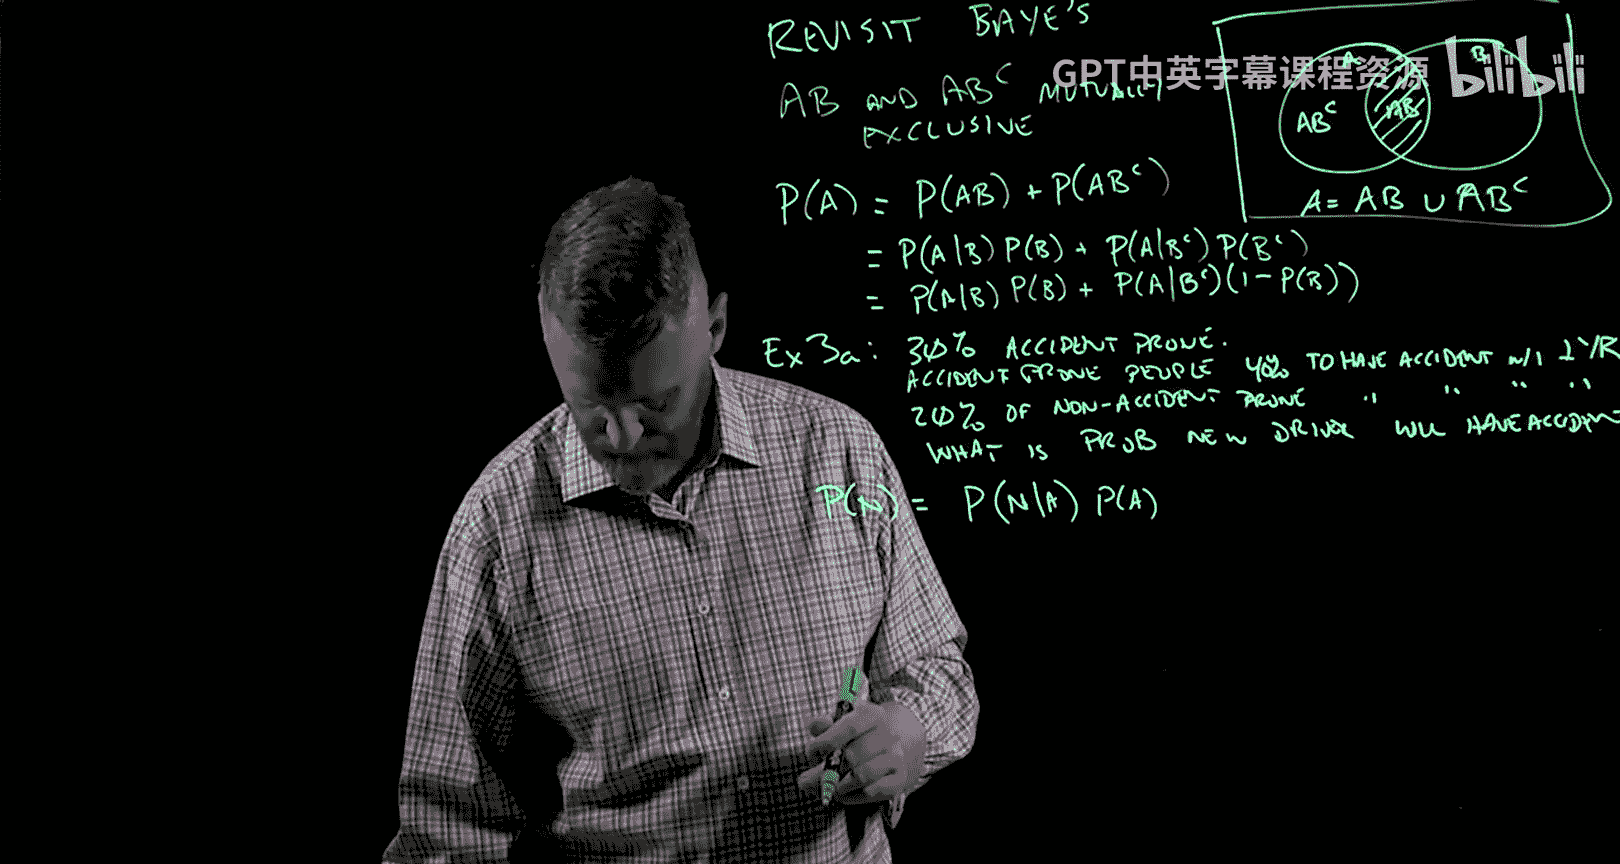 REVISIT BAYE'S
AB AND AB^C MUTUALLY
EXCLUSIVE
P(A) = P(AB) + P(AB^C)
= P(A|B) P(B) + P(A|B^C) P(B^C)
= P(A|B) P(B) + P(A|B^C)(1-P(B))
A B
AB^C AB
A = AB ∪ AB^C
GPT中英字幕课程资源 bilibili
Ex 3a: 30% ACCIDENT PRONE.
ACCIDENT PRONE PEOPLE 40% TO HAVE ACCIDENT W/I 1 YR
20% OF NON-ACCIDENT PRONE " " " "
WHAT IS PROB NEW DRIVER WILL HAVE ACCIDEN
P(N) = P(N|A) P(A)